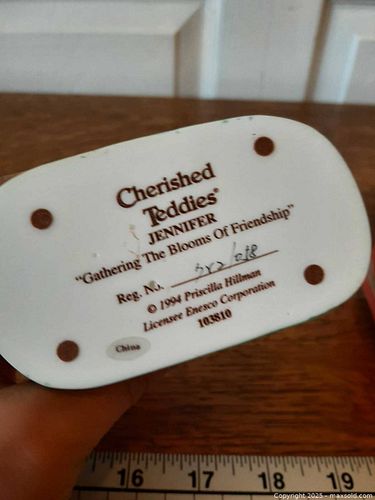 Cherished
Teddies®
JENNIFER
"Gathering The Blooms Of Friendship"
Reg. No.
© 1994 Priscilla Hillman
Licensee Enesco Corporation
103810
China
16 17 18 19
Copyright 2025 - maxsold.com